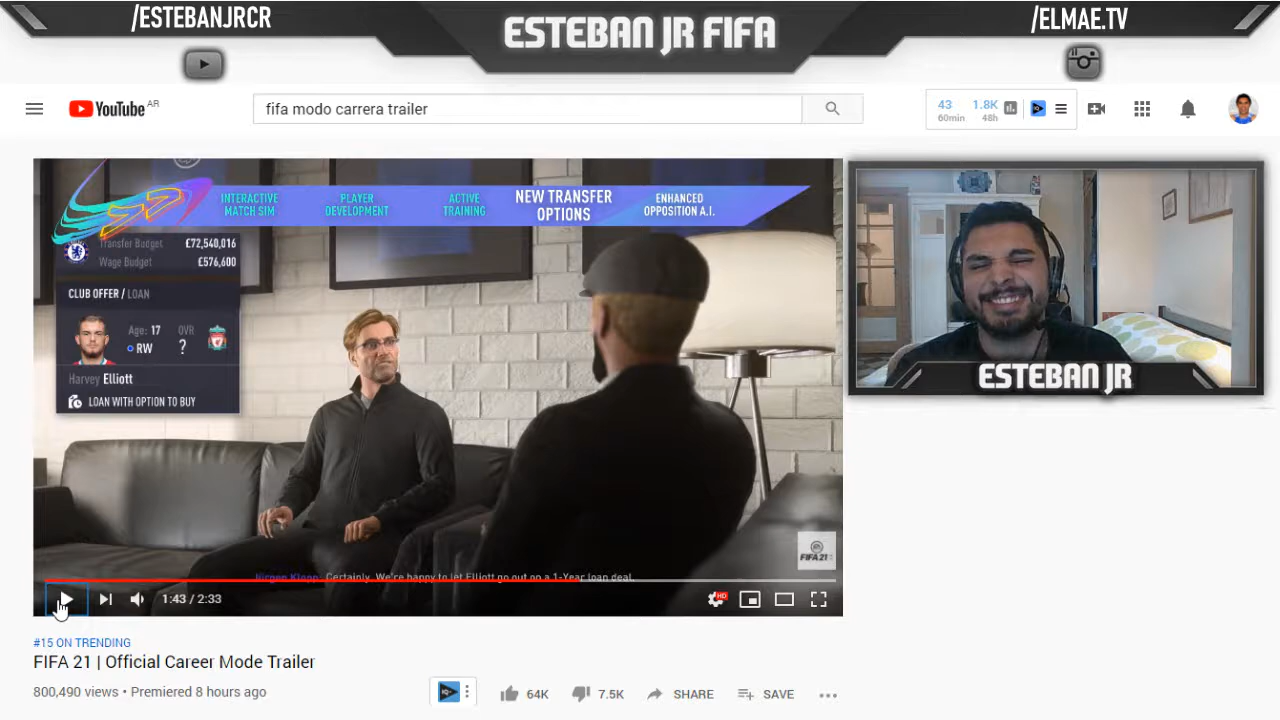 /ESTEBANJRCR
ESTEBAN JR FIFA
/ELMAE.TV
YouTube AR
fifa modo carrera trailer
43 1.8K
60min 48h
INTERACTIVE
MATCH SIM
PLAYER
DEVELOPMENT
ACTIVE
TRAINING
NEW TRANSFER
OPTIONS
ENHANCED
OPPOSITION A.I.
Transfer Budget £72,540,016
Wage Budget £576,600
CLUB OFFER / LOAN
Age: 17 OVR
RW ?
Harvey Elliott
LOAN WITH OPTION TO BUY
ESTEBAN JR
FIFA 21
Jürgen Klopp: Certainly. We're happy to let Elliott go out on a 1-Year loan deal.
HD
1:43 / 2:33
#15 ON TRENDING
FIFA 21 | Official Career Mode Trailer
800,490 views • Premiered 8 hours ago
64K 7.5K SHARE SAVE